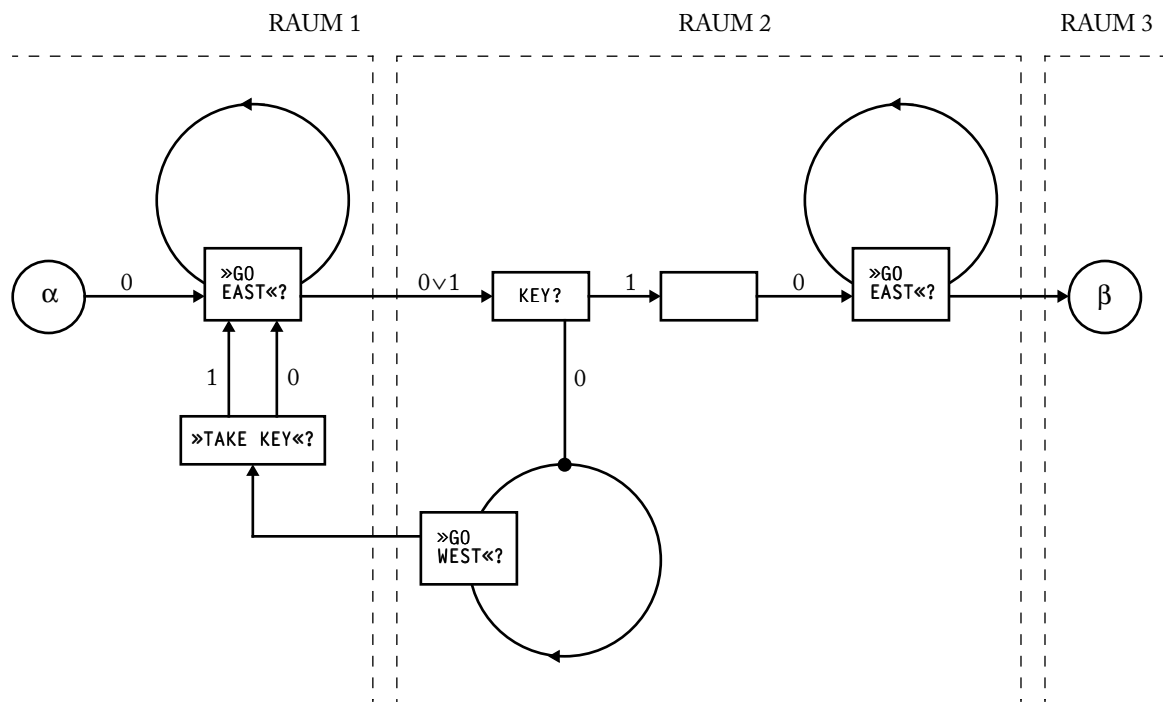 RAUM 1
RAUM 2
RAUM 3
α
0
»GO
EAST«?
0∨1
KEY?
1
0
»GO
EAST«?
β
1
0
0
»TAKE KEY«?
»GO
WEST«?